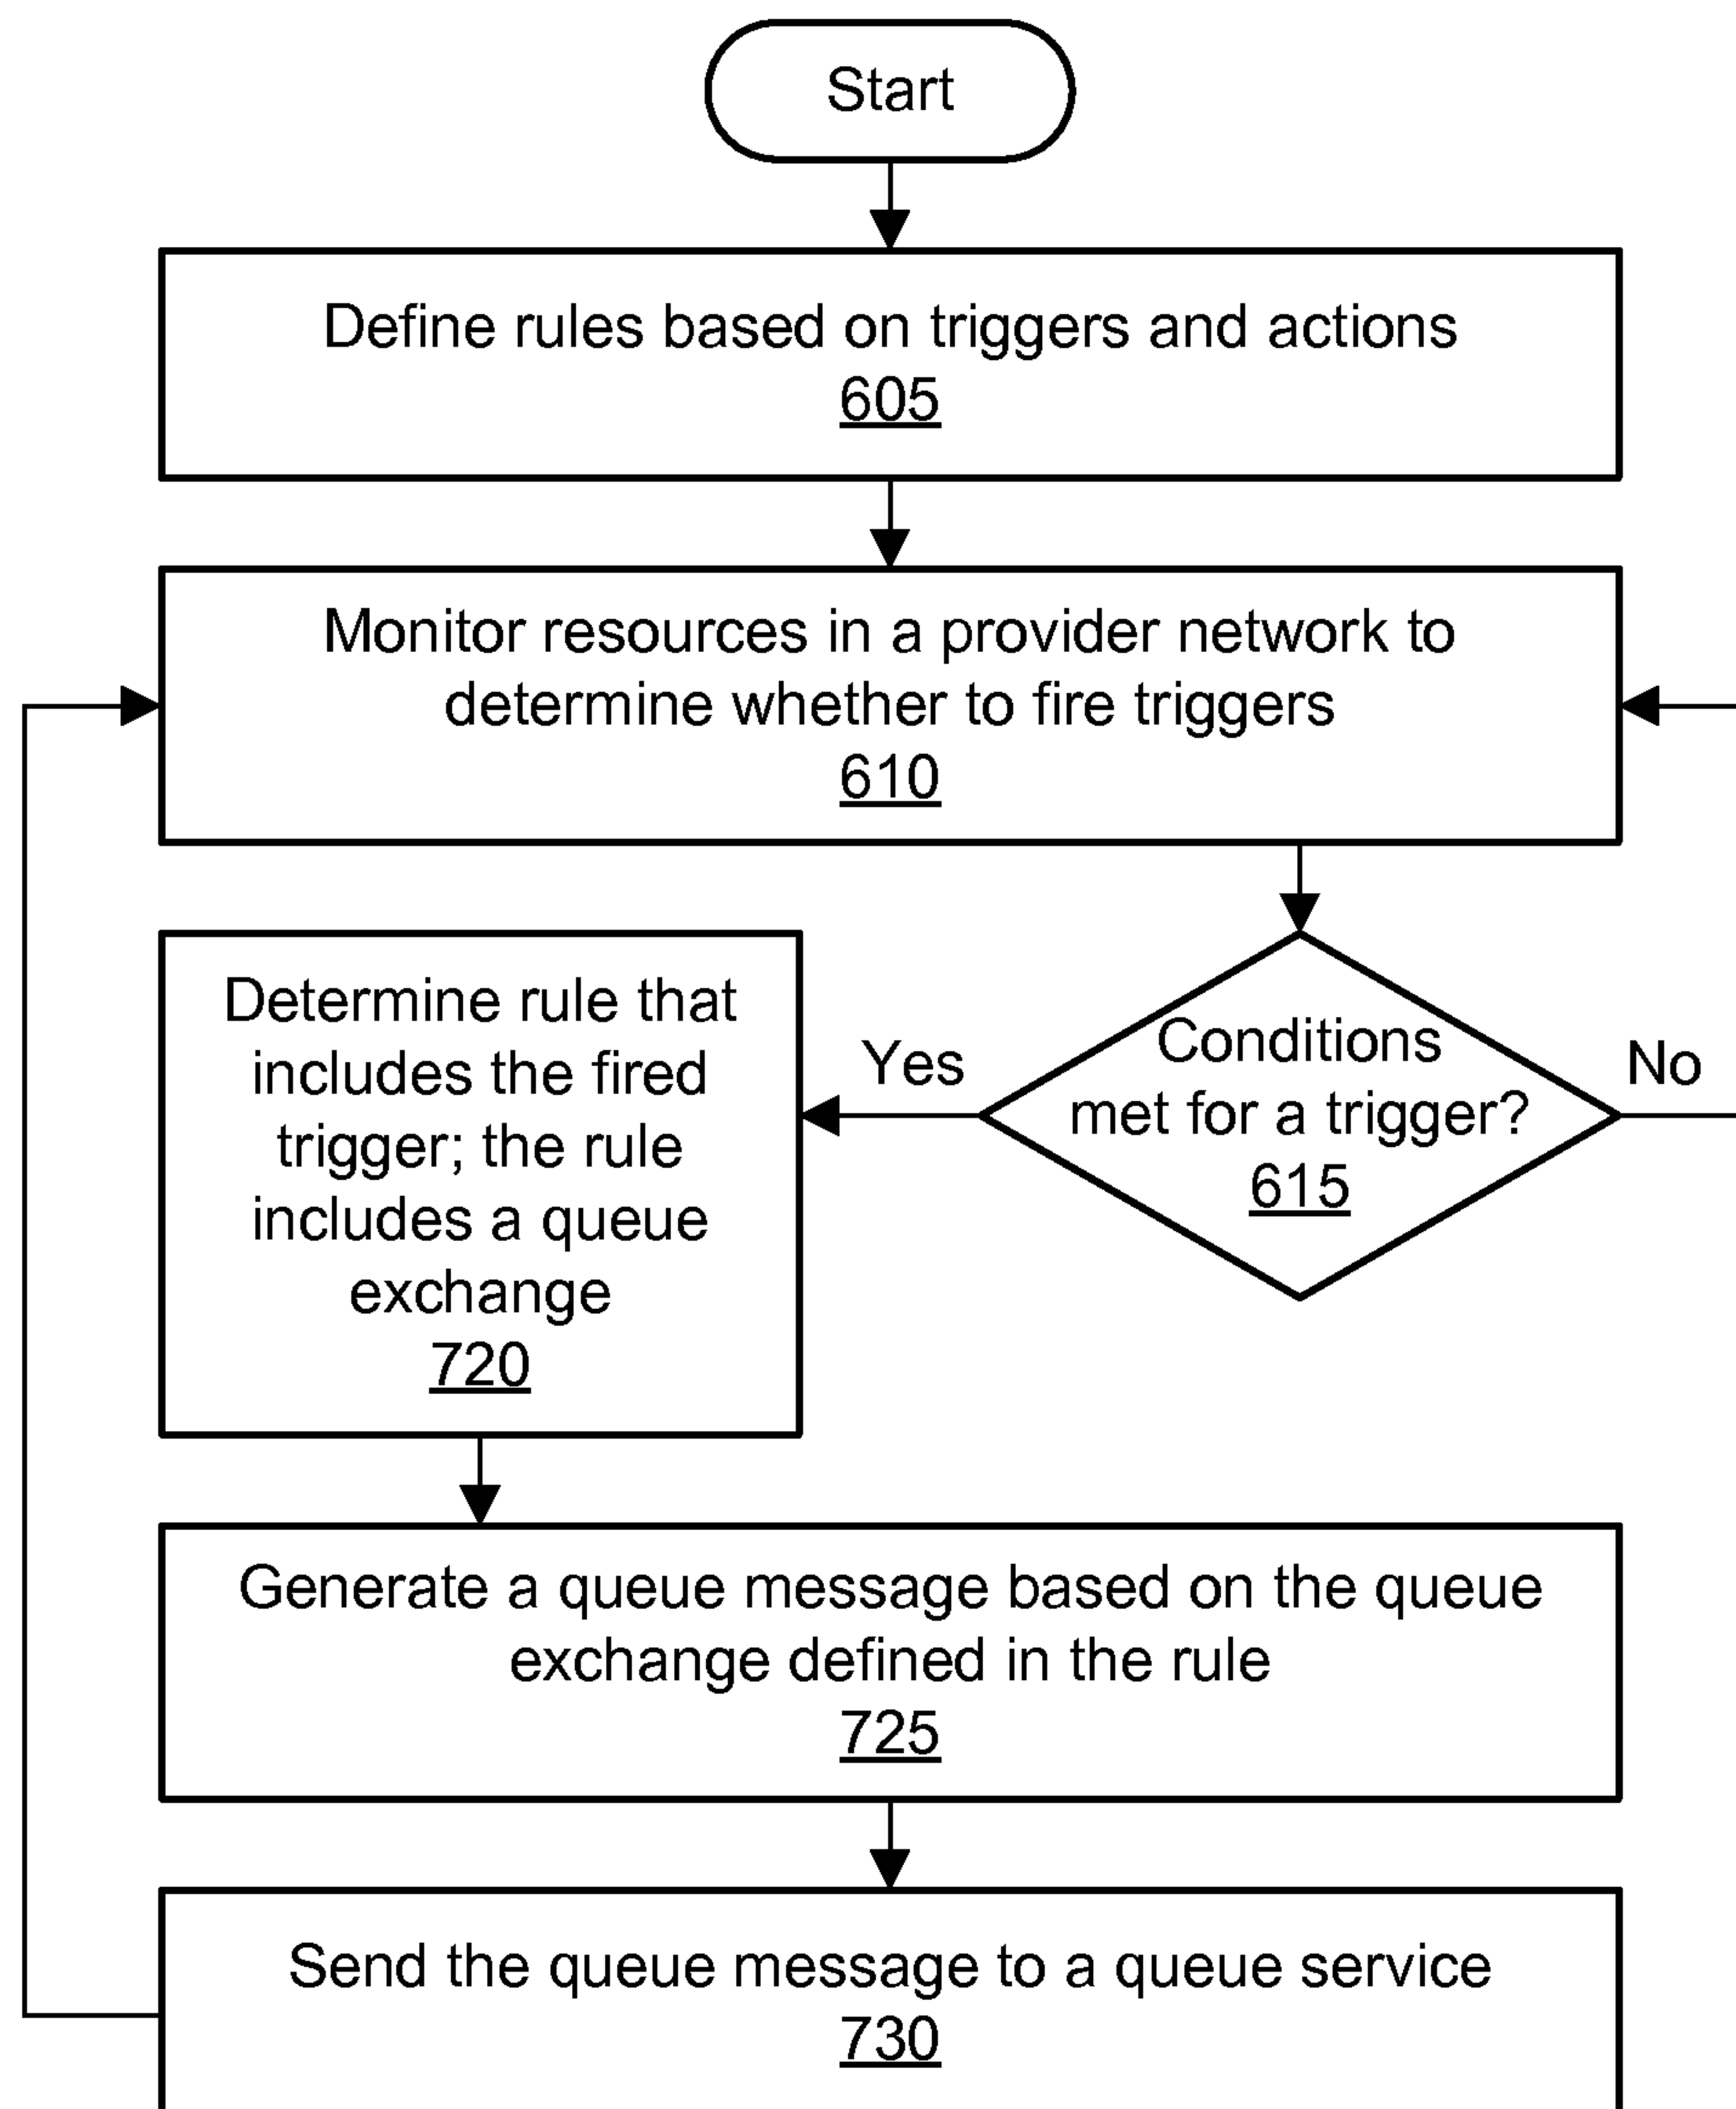 Start
Define rules based on triggers and actions
605
Monitor resources in a provider network to
determine whether to fire triggers
610
Determine rule that
includes the fired
trigger; the rule
includes a queue
exchange
720
Yes
Conditions
met for a trigger?
615
No
Generate a queue message based on the queue
exchange defined in the rule
725
Send the queue message to a queue service
730